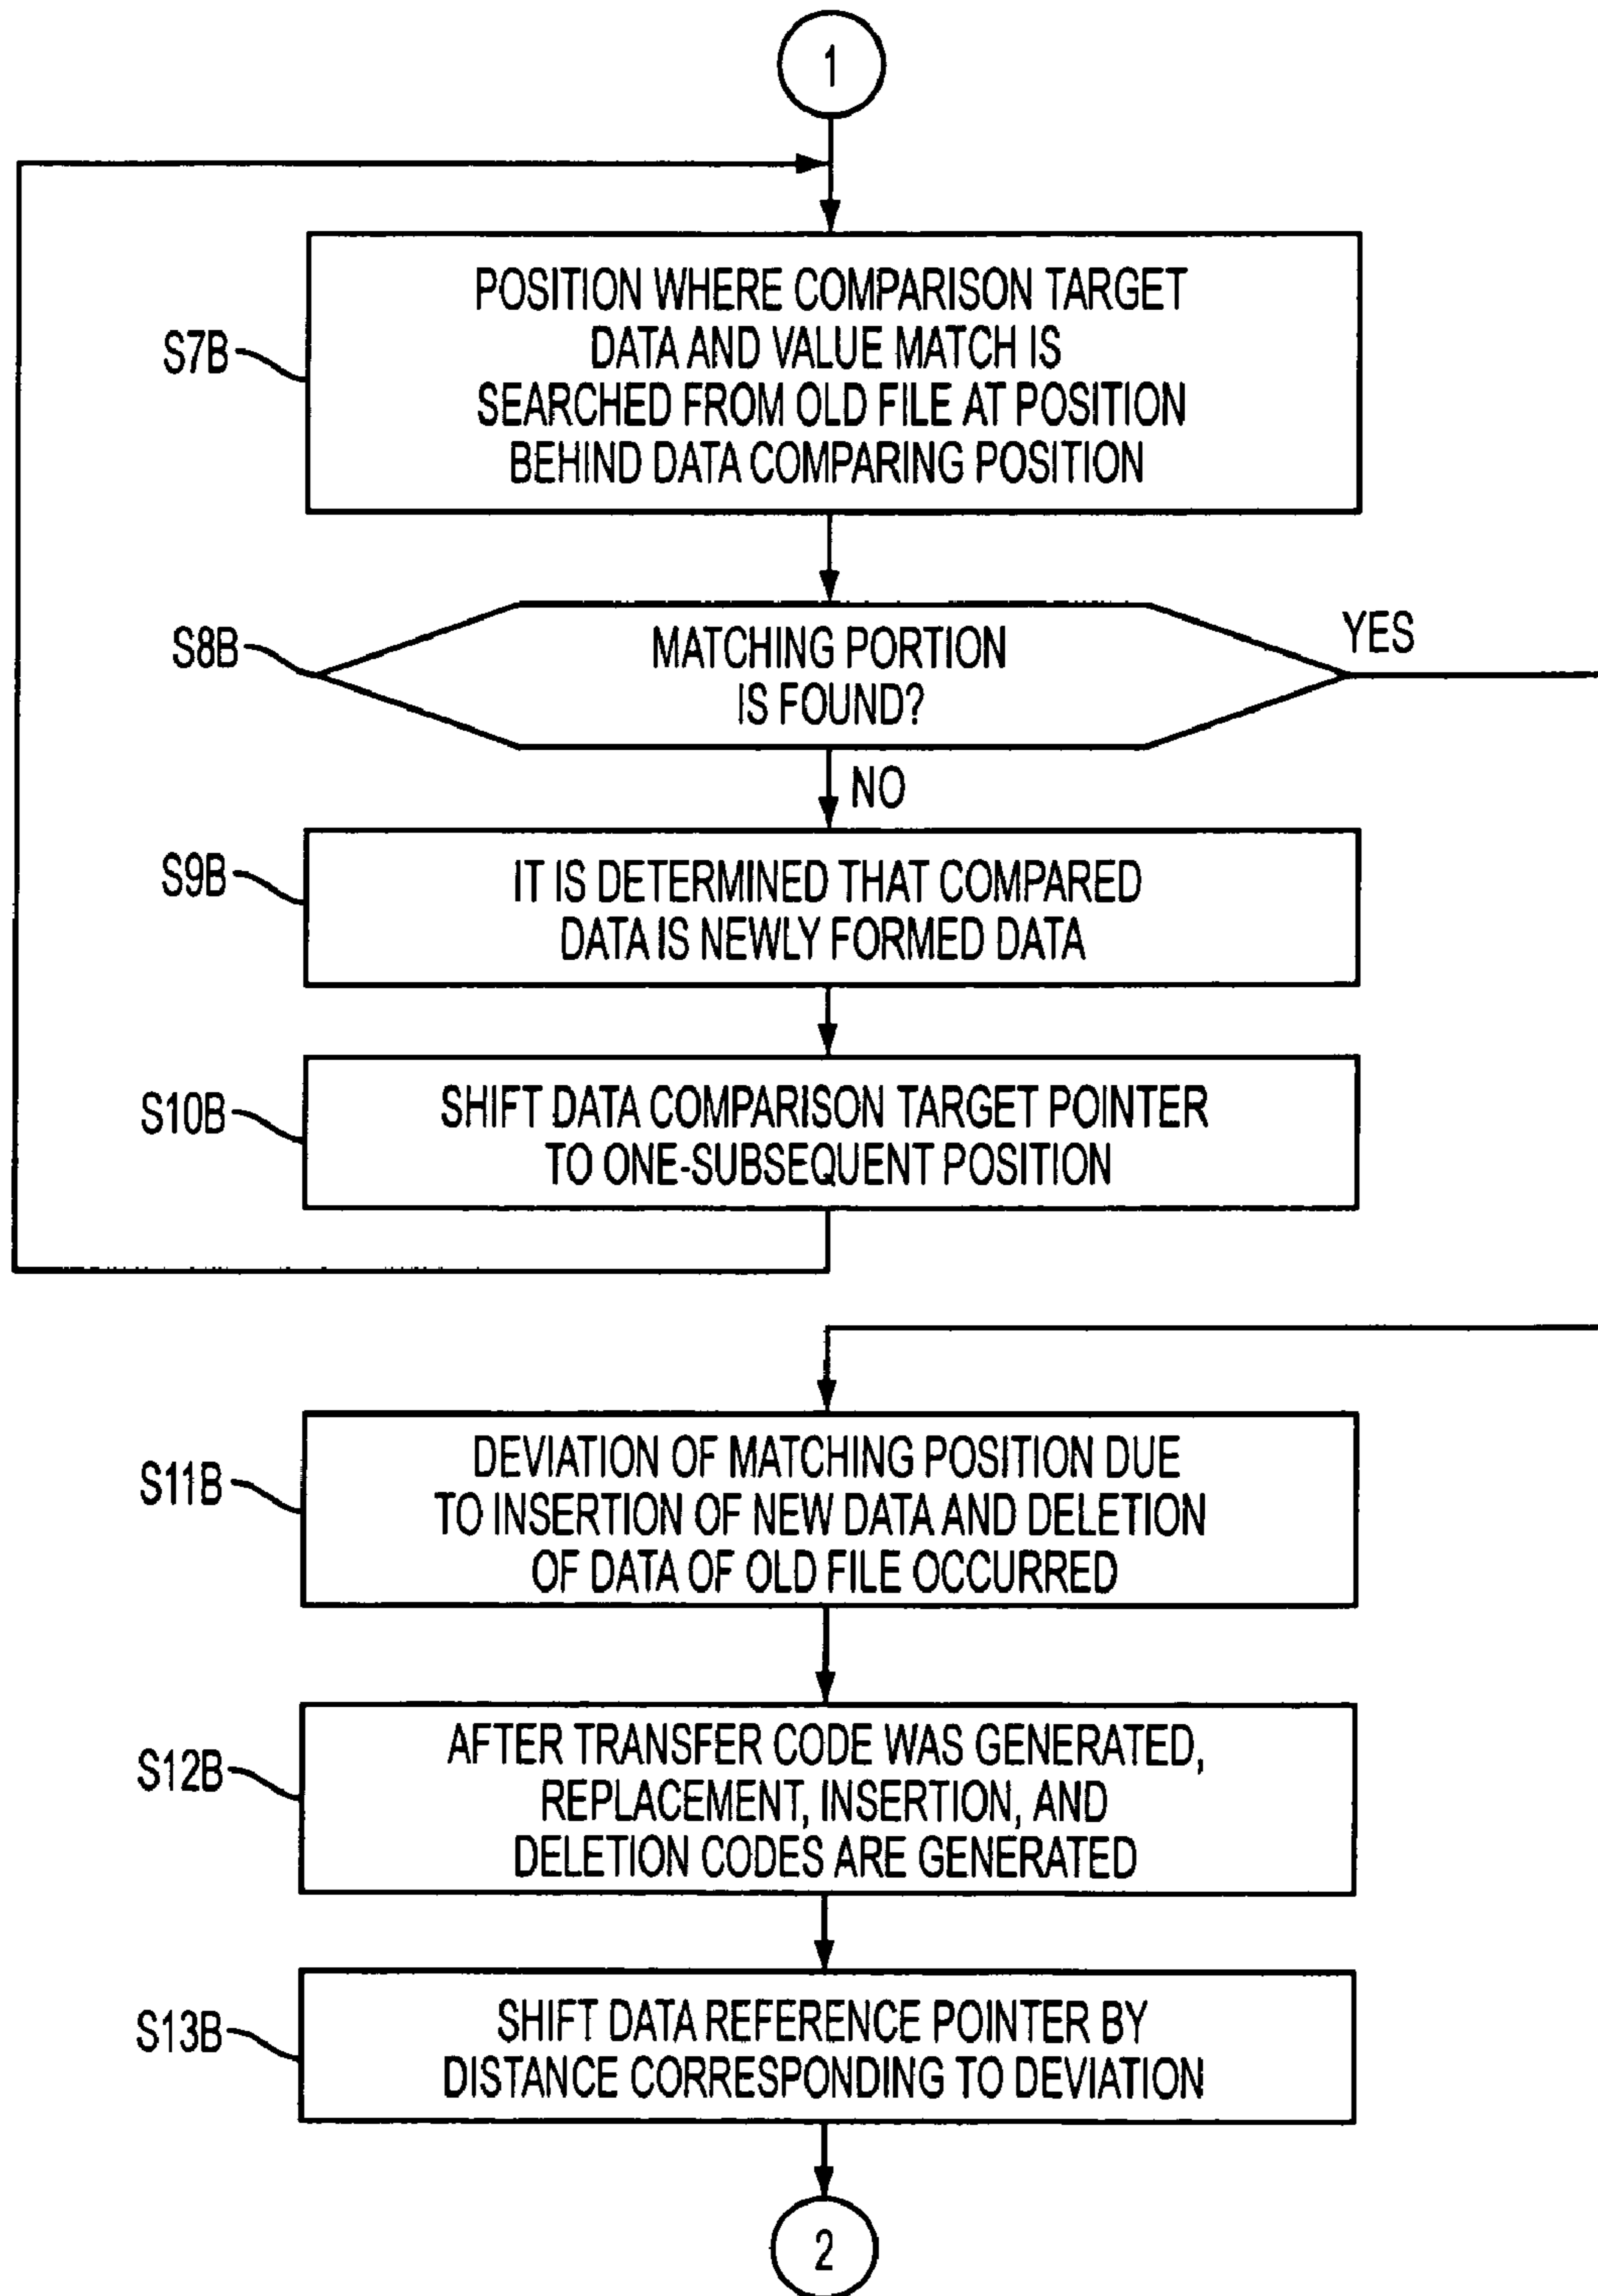 1
S7B
POSITION WHERE COMPARISON TARGET
DATA AND VALUE MATCH IS
SEARCHED FROM OLD FILE AT POSITION
BEHIND DATA COMPARING POSITION
S8B
MATCHING PORTION
IS FOUND?
YES
NO
S9B
IT IS DETERMINED THAT COMPARED
DATA IS NEWLY FORMED DATA
S10B
SHIFT DATA COMPARISON TARGET POINTER
TO ONE-SUBSEQUENT POSITION
S11B
DEVIATION OF MATCHING POSITION DUE
TO INSERTION OF NEW DATA AND DELETION
OF DATA OF OLD FILE OCCURRED
S12B
AFTER TRANSFER CODE WAS GENERATED,
REPLACEMENT, INSERTION, AND
DELETION CODES ARE GENERATED
S13B
SHIFT DATA REFERENCE POINTER BY
DISTANCE CORRESPONDING TO DEVIATION
2